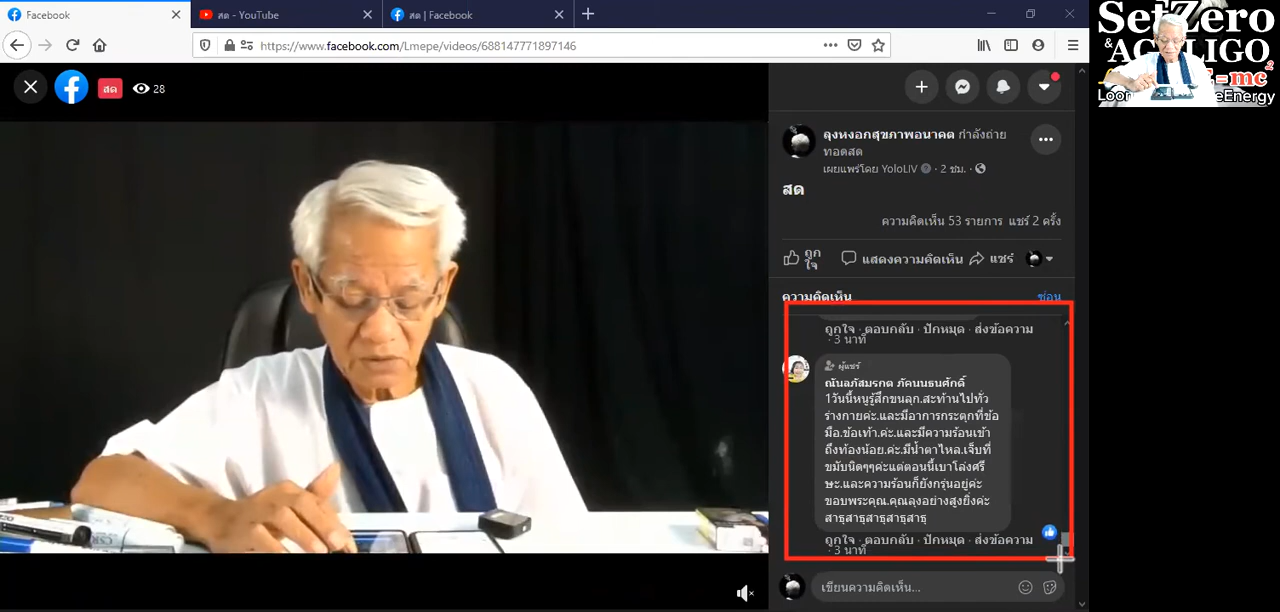 Facebook
สด - YouTube
สด | Facebook
https://www.facebook.com/Lmepe/videos/688147771897146
สด
28
ลุงหงอกสุขภาพอนาคต กำลังถ่าย
ทอดสด
เผยแพร่โดย YoloLIV · 2 ชม. ·
สด
ความคิดเห็น 53 รายการ แชร์ 2 ครั้ง
ถูก
ใจ
แสดงความคิดเห็น
แชร์
ความคิดเห็น
ซ่อน
ถูกใจ · ตอบกลับ · ปักหมุด · ส่งข้อความ
· 3 นาที
ผู้แชร์
1วันนี้หนูรู้สึกขนลุก.สะท้านไปทั่ว
ร่างกายค่ะ.และมีอาการกระตุกที่ข้อ
มือ.ข้อเท้า.ค่ะ.และมีความร้อนเข้า
ถึงท้องน้อย.ค่ะ.มีน้ำตาไหล.เจ็บที่
ขมับนิดๆๆค่ะแต่ตอนนี้เบาโล่งศรี
ษะ.และความร้อนก็ยังกรุ่นอยู่ค่ะ
ขอบพระคุณ.คุณลุงอย่างสูงยิ่งค่ะ
สาธุสาธุสาธุสาธุสาธุ
ถูกใจ · ตอบกลับ · ปักหมุด · ส่งข้อความ
· 3 นาที
เขียนความคิดเห็น...
SetZero
&
LIGO
=mc²
Energy